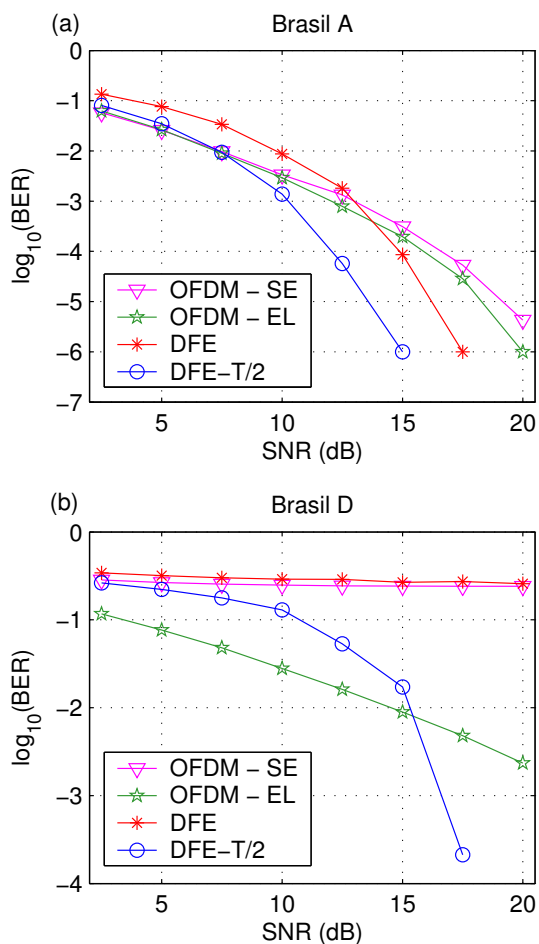 (a)
Brasil A
0
−1
−2
−3
−4
−5
−6
−7
log10(BER)
OFDM − SE
OFDM − EL
DFE
DFE−T/2
5 10 15 20
SNR (dB)
(b)
Brasil D
0
−1
−2
−3
−4
log10(BER)
OFDM − SE
OFDM − EL
DFE
DFE−T/2
5 10 15 20
SNR (dB)